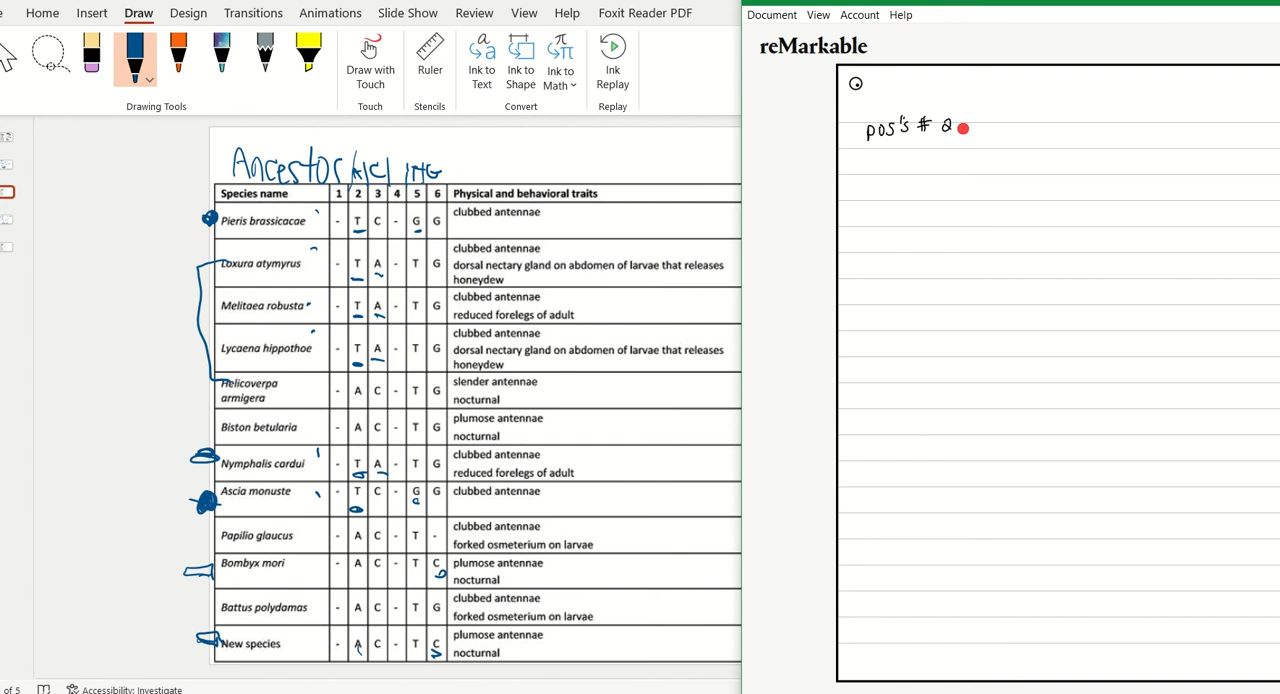 Home Insert Draw Design Transitions Animations Slide Show Review View Help Foxit Reader PDF
Document View Account Help
reMarkable
Draw with Touch
Ruler
Ink to Text
Ink to Shape
Ink to Math
Ink Replay
Drawing Tools Touch Stencils Convert Replay
pos's # 2
Ancestor A C
Species name 1 2 3 4 5 6 Physical and behavioral traits
Pieris brassicacae - T C - G G clubbed antennae
Loxura atymyrus - T A - T G clubbed antennae
dorsal nectary gland on abdomen of larvae that releases
honeydew
Melitaea robusta - T A - T G clubbed antennae
reduced forelegs of adult
Lycaena hippothoe - T A - T G clubbed antennae
dorsal nectary gland on abdomen of larvae that releases
honeydew
Helicoverpa armigera - A C - T G slender antennae
nocturnal
Biston betularia - A C - T G plumose antennae
nocturnal
Nymphalis cardui - T A - T G clubbed antennae
reduced forelegs of adult
Ascia monuste - T C - G G clubbed antennae
Papilio glaucus - A C - T - clubbed antennae
forked osmeterium on larvae
Bombyx mori - A C - T C plumose antennae
nocturnal
Battus polydamas - A C - T G clubbed antennae
forked osmeterium on larvae
New species - A C - T C plumose antennae
nocturnal
of 5 Accessibility: Investigate